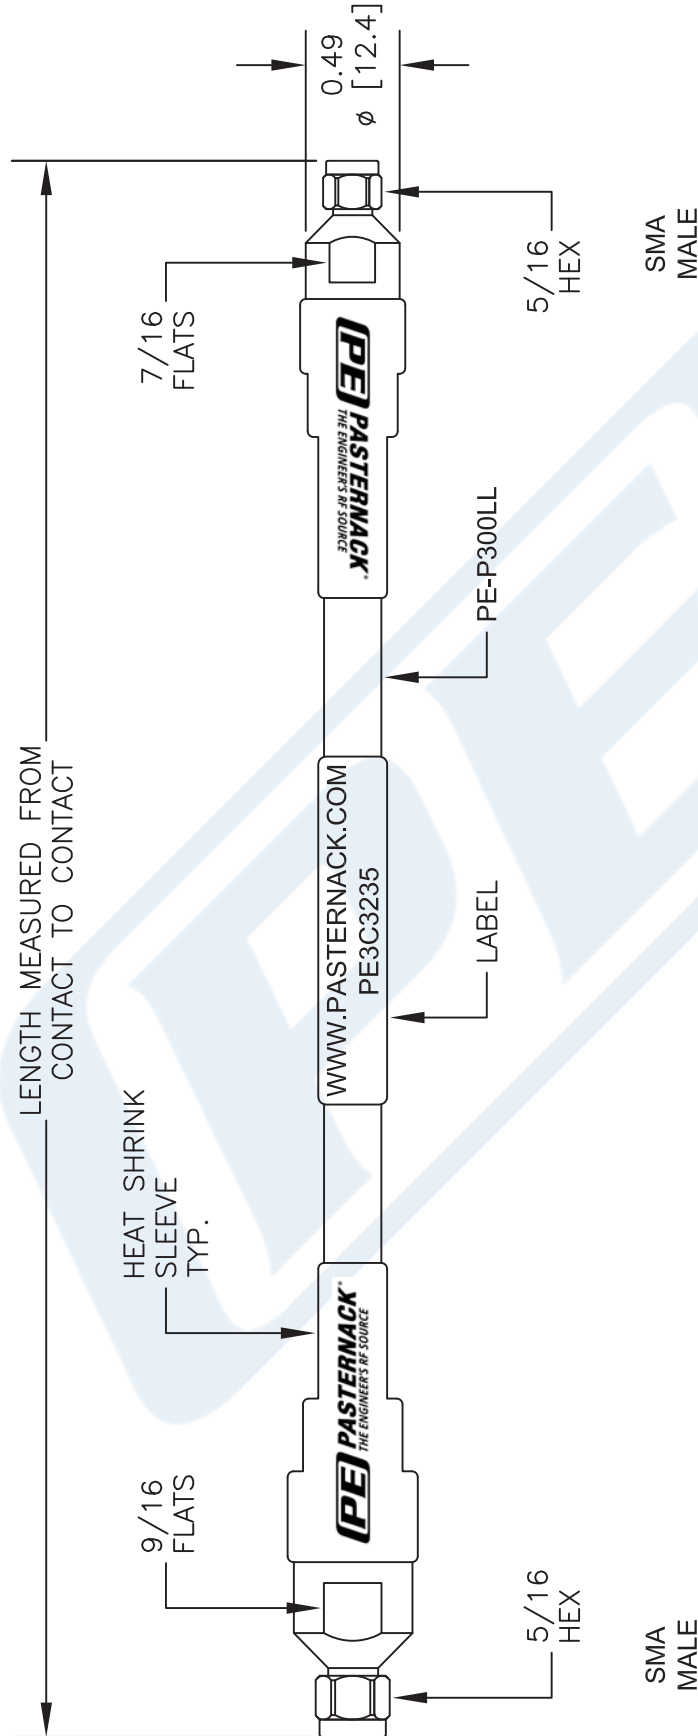 LENGTH MEASURED FROM
CONTACT TO CONTACT
9/16
FLATS
HEAT SHRINK
SLEEVE
TYP.
7/16
FLATS
0.49
ø [12.4]
PE PASTERNACK®
THE ENGINEER'S RF SOURCE
WWW.PASTERNACK.COM
PE3C3235
PE PASTERNACK®
THE ENGINEER'S RF SOURCE
5/16
HEX
LABEL
PE-P300LL
5/16
HEX
SMA
MALE
SMA
MALE
PE